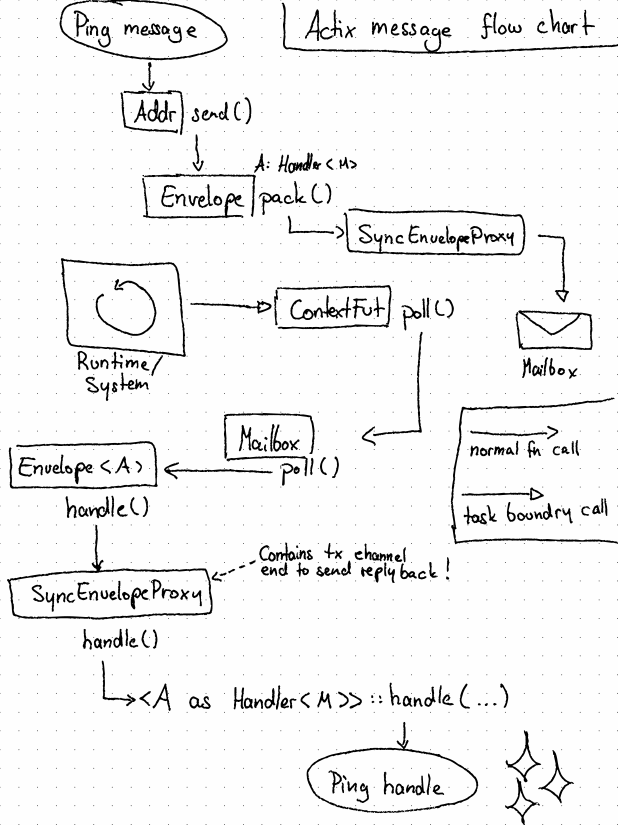 Ping message
Actix message flow chart
Addr send()
A: Handler<M>
Envelope pack()
SyncEnvelopeProxy
ContextFut poll()
Runtime/
System
Mailbox
Mailbox
poll()
Envelope <A>
handle()
normal fn call
task boundry call
Contains tx channel
end to send reply back!
SyncEnvelopeProxy
handle()
<A as Handler<M>>::handle(...)
Ping handle